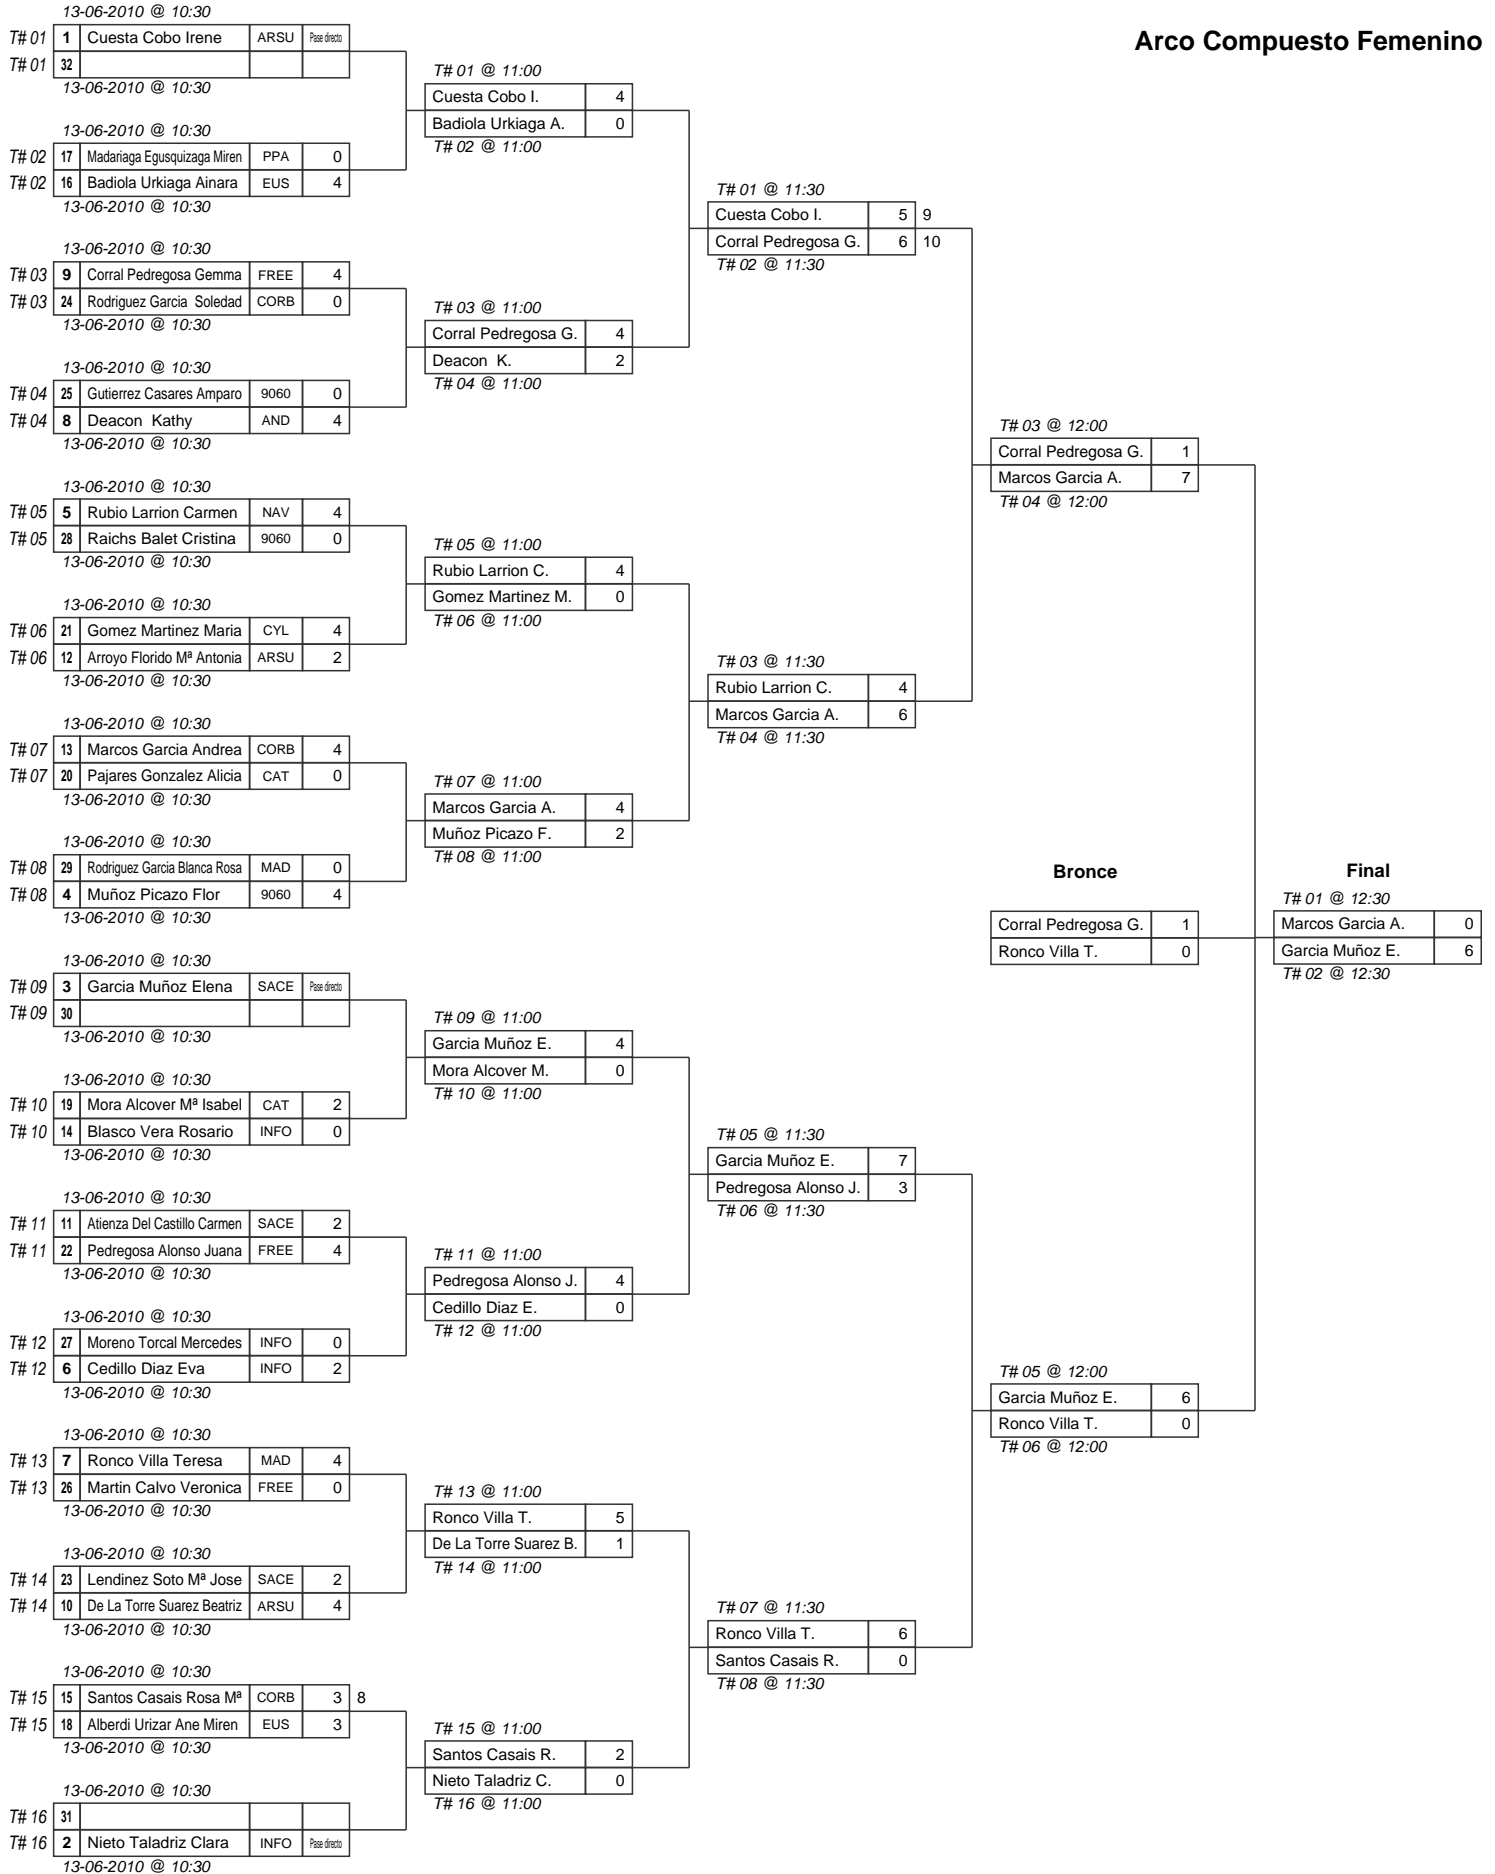 Arco Compuesto Femenino
13-06-2010 @ 10:30
T# 01 1 Cuesta Cobo Irene ARSU Pase directo
T# 01 32
13-06-2010 @ 10:30
13-06-2010 @ 10:30
T# 02 17 Madariaga Egusquizaga Miren PPA 0
T# 02 16 Badiola Urkiaga Ainara EUS 4
13-06-2010 @ 10:30
13-06-2010 @ 10:30
T# 03 9 Corral Pedregosa Gemma FREE 4
T# 03 24 Rodriguez Garcia Soledad CORB 0
13-06-2010 @ 10:30
13-06-2010 @ 10:30
T# 04 25 Gutierrez Casares Amparo 9060 0
T# 04 8 Deacon Kathy AND 4
13-06-2010 @ 10:30
13-06-2010 @ 10:30
T# 05 5 Rubio Larrion Carmen NAV 4
T# 05 28 Raichs Balet Cristina 9060 0
13-06-2010 @ 10:30
13-06-2010 @ 10:30
T# 06 21 Gomez Martinez Maria CYL 4
T# 06 12 Arroyo Florido Mª Antonia ARSU 2
13-06-2010 @ 10:30
13-06-2010 @ 10:30
T# 07 13 Marcos Garcia Andrea CORB 4
T# 07 20 Pajares Gonzalez Alicia CAT 0
13-06-2010 @ 10:30
13-06-2010 @ 10:30
T# 08 29 Rodriguez Garcia Blanca Rosa MAD 0
T# 08 4 Muñoz Picazo Flor 9060 4
13-06-2010 @ 10:30
13-06-2010 @ 10:30
T# 09 3 Garcia Muñoz Elena SACE Pase directo
T# 09 30
13-06-2010 @ 10:30
13-06-2010 @ 10:30
T# 10 19 Mora Alcover Mª Isabel CAT 2
T# 10 14 Blasco Vera Rosario INFO 0
13-06-2010 @ 10:30
13-06-2010 @ 10:30
T# 11 11 Atienza Del Castillo Carmen SACE 2
T# 11 22 Pedregosa Alonso Juana FREE 4
13-06-2010 @ 10:30
13-06-2010 @ 10:30
T# 12 27 Moreno Torcal Mercedes INFO 0
T# 12 6 Cedillo Diaz Eva INFO 2
13-06-2010 @ 10:30
13-06-2010 @ 10:30
T# 13 7 Ronco Villa Teresa MAD 4
T# 13 26 Martin Calvo Veronica FREE 0
13-06-2010 @ 10:30
13-06-2010 @ 10:30
T# 14 23 Lendinez Soto Mª Jose SACE 2
T# 14 10 De La Torre Suarez Beatriz ARSU 4
13-06-2010 @ 10:30
13-06-2010 @ 10:30
T# 15 15 Santos Casais Rosa Mª CORB 3 8
T# 15 18 Alberdi Urizar Ane Miren EUS 3
13-06-2010 @ 10:30
13-06-2010 @ 10:30
T# 16 31
T# 16 2 Nieto Taladriz Clara INFO Pase directo
13-06-2010 @ 10:30
T# 01 @ 11:00
Cuesta Cobo I. 4
Badiola Urkiaga A. 0
T# 02 @ 11:00
T# 03 @ 11:00
Corral Pedregosa G. 4
Deacon K. 2
T# 04 @ 11:00
T# 05 @ 11:00
Rubio Larrion C. 4
Gomez Martinez M. 0
T# 06 @ 11:00
T# 07 @ 11:00
Marcos Garcia A. 4
Muñoz Picazo F. 2
T# 08 @ 11:00
T# 09 @ 11:00
Garcia Muñoz E. 4
Mora Alcover M. 0
T# 10 @ 11:00
T# 11 @ 11:00
Pedregosa Alonso J. 4
Cedillo Diaz E. 0
T# 12 @ 11:00
T# 13 @ 11:00
Ronco Villa T. 5
De La Torre Suarez B. 1
T# 14 @ 11:00
T# 15 @ 11:00
Santos Casais R. 2
Nieto Taladriz C. 0
T# 16 @ 11:00
T# 01 @ 11:30
Cuesta Cobo I. 5 9
Corral Pedregosa G. 6 10
T# 02 @ 11:30
T# 03 @ 11:30
Rubio Larrion C. 4
Marcos Garcia A. 6
T# 04 @ 11:30
T# 05 @ 11:30
Garcia Muñoz E. 7
Pedregosa Alonso J. 3
T# 06 @ 11:30
T# 07 @ 11:30
Ronco Villa T. 6
Santos Casais R. 0
T# 08 @ 11:30
T# 03 @ 12:00
Corral Pedregosa G. 1
Marcos Garcia A. 7
T# 04 @ 12:00
Bronce
Corral Pedregosa G. 1
Ronco Villa T. 0
T# 05 @ 12:00
Garcia Muñoz E. 6
Ronco Villa T. 0
T# 06 @ 12:00
Final
T# 01 @ 12:30
Marcos Garcia A. 0
Garcia Muñoz E. 6
T# 02 @ 12:30